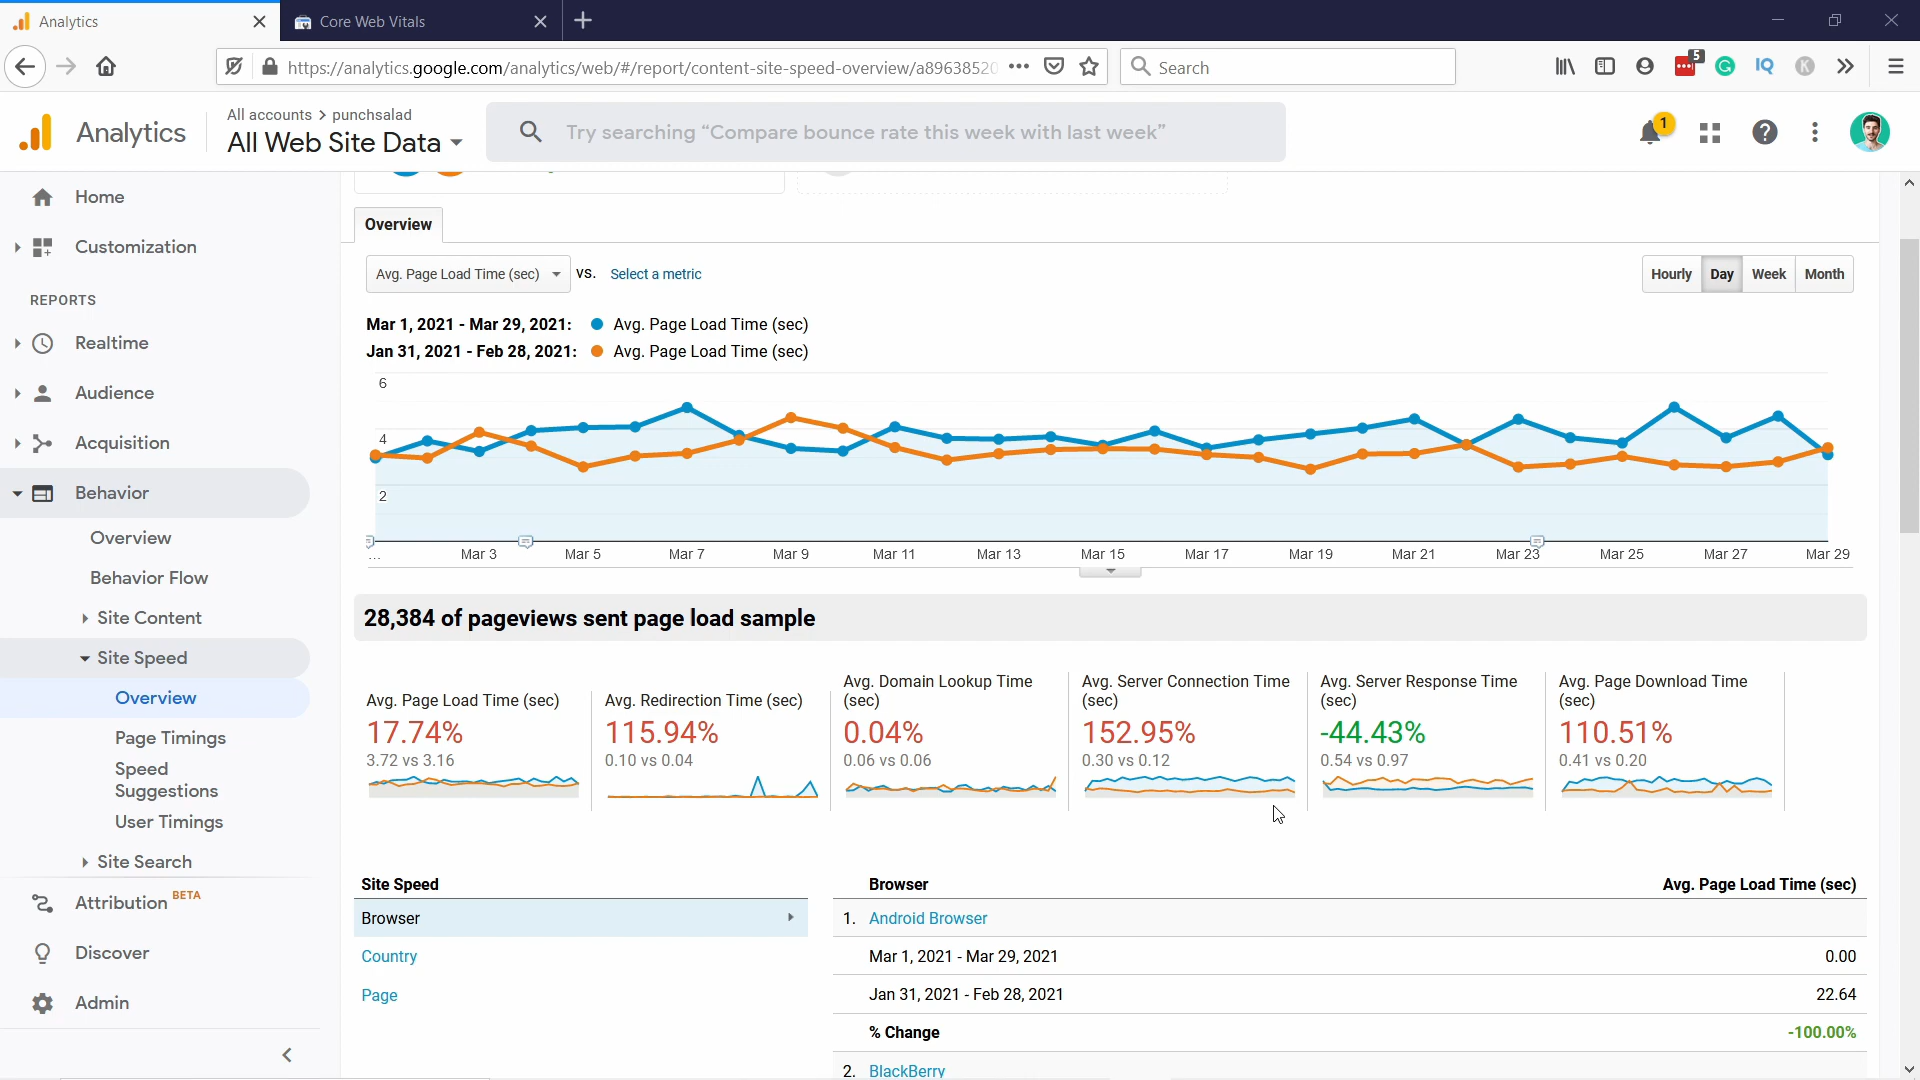 Analytics
Core Web Vitals
https://analytics.google.com/analytics/web/#/report/content-site-speed-overview/a8963852
Search
5
IQ
K
Analytics
All accounts > punchsalad
All Web Site Data
Try searching “Compare bounce rate this week with last week”
1
Home
Customization
REPORTS
Realtime
Audience
Acquisition
Behavior
Overview
Behavior Flow
Site Content
Site Speed
Overview
Page Timings
Speed
Suggestions
User Timings
Site Search
Attribution BETA
Discover
Admin
Overview
Avg. Page Load Time (sec) VS. Select a metric
Hourly Day Week Month
Mar 1, 2021 - Mar 29, 2021: Avg. Page Load Time (sec)
Jan 31, 2021 - Feb 28, 2021: Avg. Page Load Time (sec)
6
4
2
... Mar 3 Mar 5 Mar 7 Mar 9 Mar 11 Mar 13 Mar 15 Mar 17 Mar 19 Mar 21 Mar 23 Mar 25 Mar 27 Mar 29
28,384 of pageviews sent page load sample
Avg. Page Load Time (sec)
17.74%
3.72 vs 3.16
Avg. Redirection Time (sec)
115.94%
0.10 vs 0.04
Avg. Domain Lookup Time
(sec)
0.04%
0.06 vs 0.06
Avg. Server Connection Time
(sec)
152.95%
0.30 vs 0.12
Avg. Server Response Time
(sec)
-44.43%
0.54 vs 0.97
Avg. Page Download Time
(sec)
110.51%
0.41 vs 0.20
Site Speed
Browser
Country
Page
Browser Avg. Page Load Time (sec)
1. Android Browser
Mar 1, 2021 - Mar 29, 2021 0.00
Jan 31, 2021 - Feb 28, 2021 22.64
% Change -100.00%
2. BlackBerry